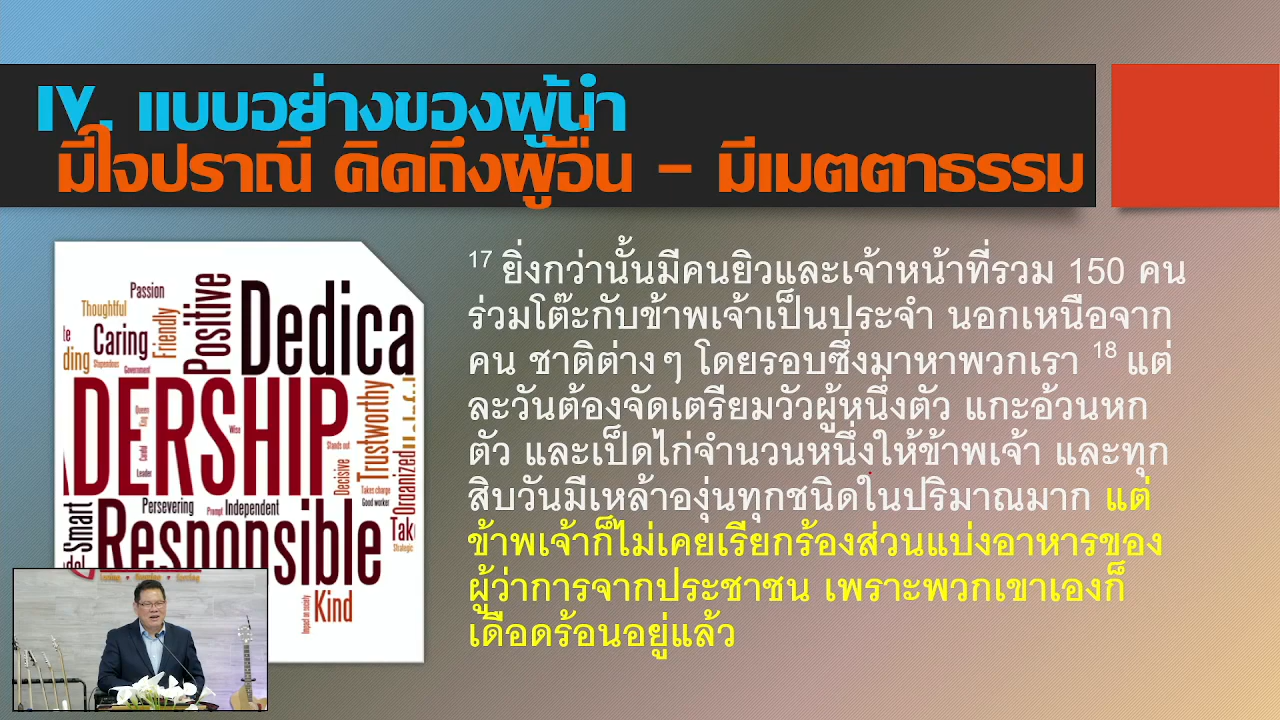 IV. แบบอย่างของผู้นำ
มีใจปราณี คิดถึงผู้อื่น – มีเมตตาธรรม
17 ยิ่งกว่านั้นมีคนยิวและเจ้าหน้าที่รวม 150 คน
ร่วมโต๊ะกับข้าพเจ้าเป็นประจำ นอกเหนือจาก
คน ชาติต่างๆ โดยรอบซึ่งมาหาพวกเรา 18 แต่
ละวันต้องจัดเตรียมวัวผู้หนึ่งตัว แกะอ้วนหก
ตัว และเป็ดไก่จำนวนหนึ่งให้ข้าพเจ้า และทุก
สิบวันมีเหล้าองุ่นทุกชนิดในปริมาณมาก แต่
ข้าพเจ้าก็ไม่เคยเรียกร้องส่วนแบ่งอาหารของ
ผู้ว่าการจากประชาชน เพราะพวกเขาเองก็
เดือดร้อนอยู่แล้ว
Passion
Thoughtful
Caring
Friendly
Positive
Dedica
ding
DERSHIP
Trustworthy
Wise
Stands out
Decisive
Takes charge
Good worker
Organized
Leader
Persevering
Prompt
Independent
Smart
Responsible
Tak
Strategic
Impact on society
Kind